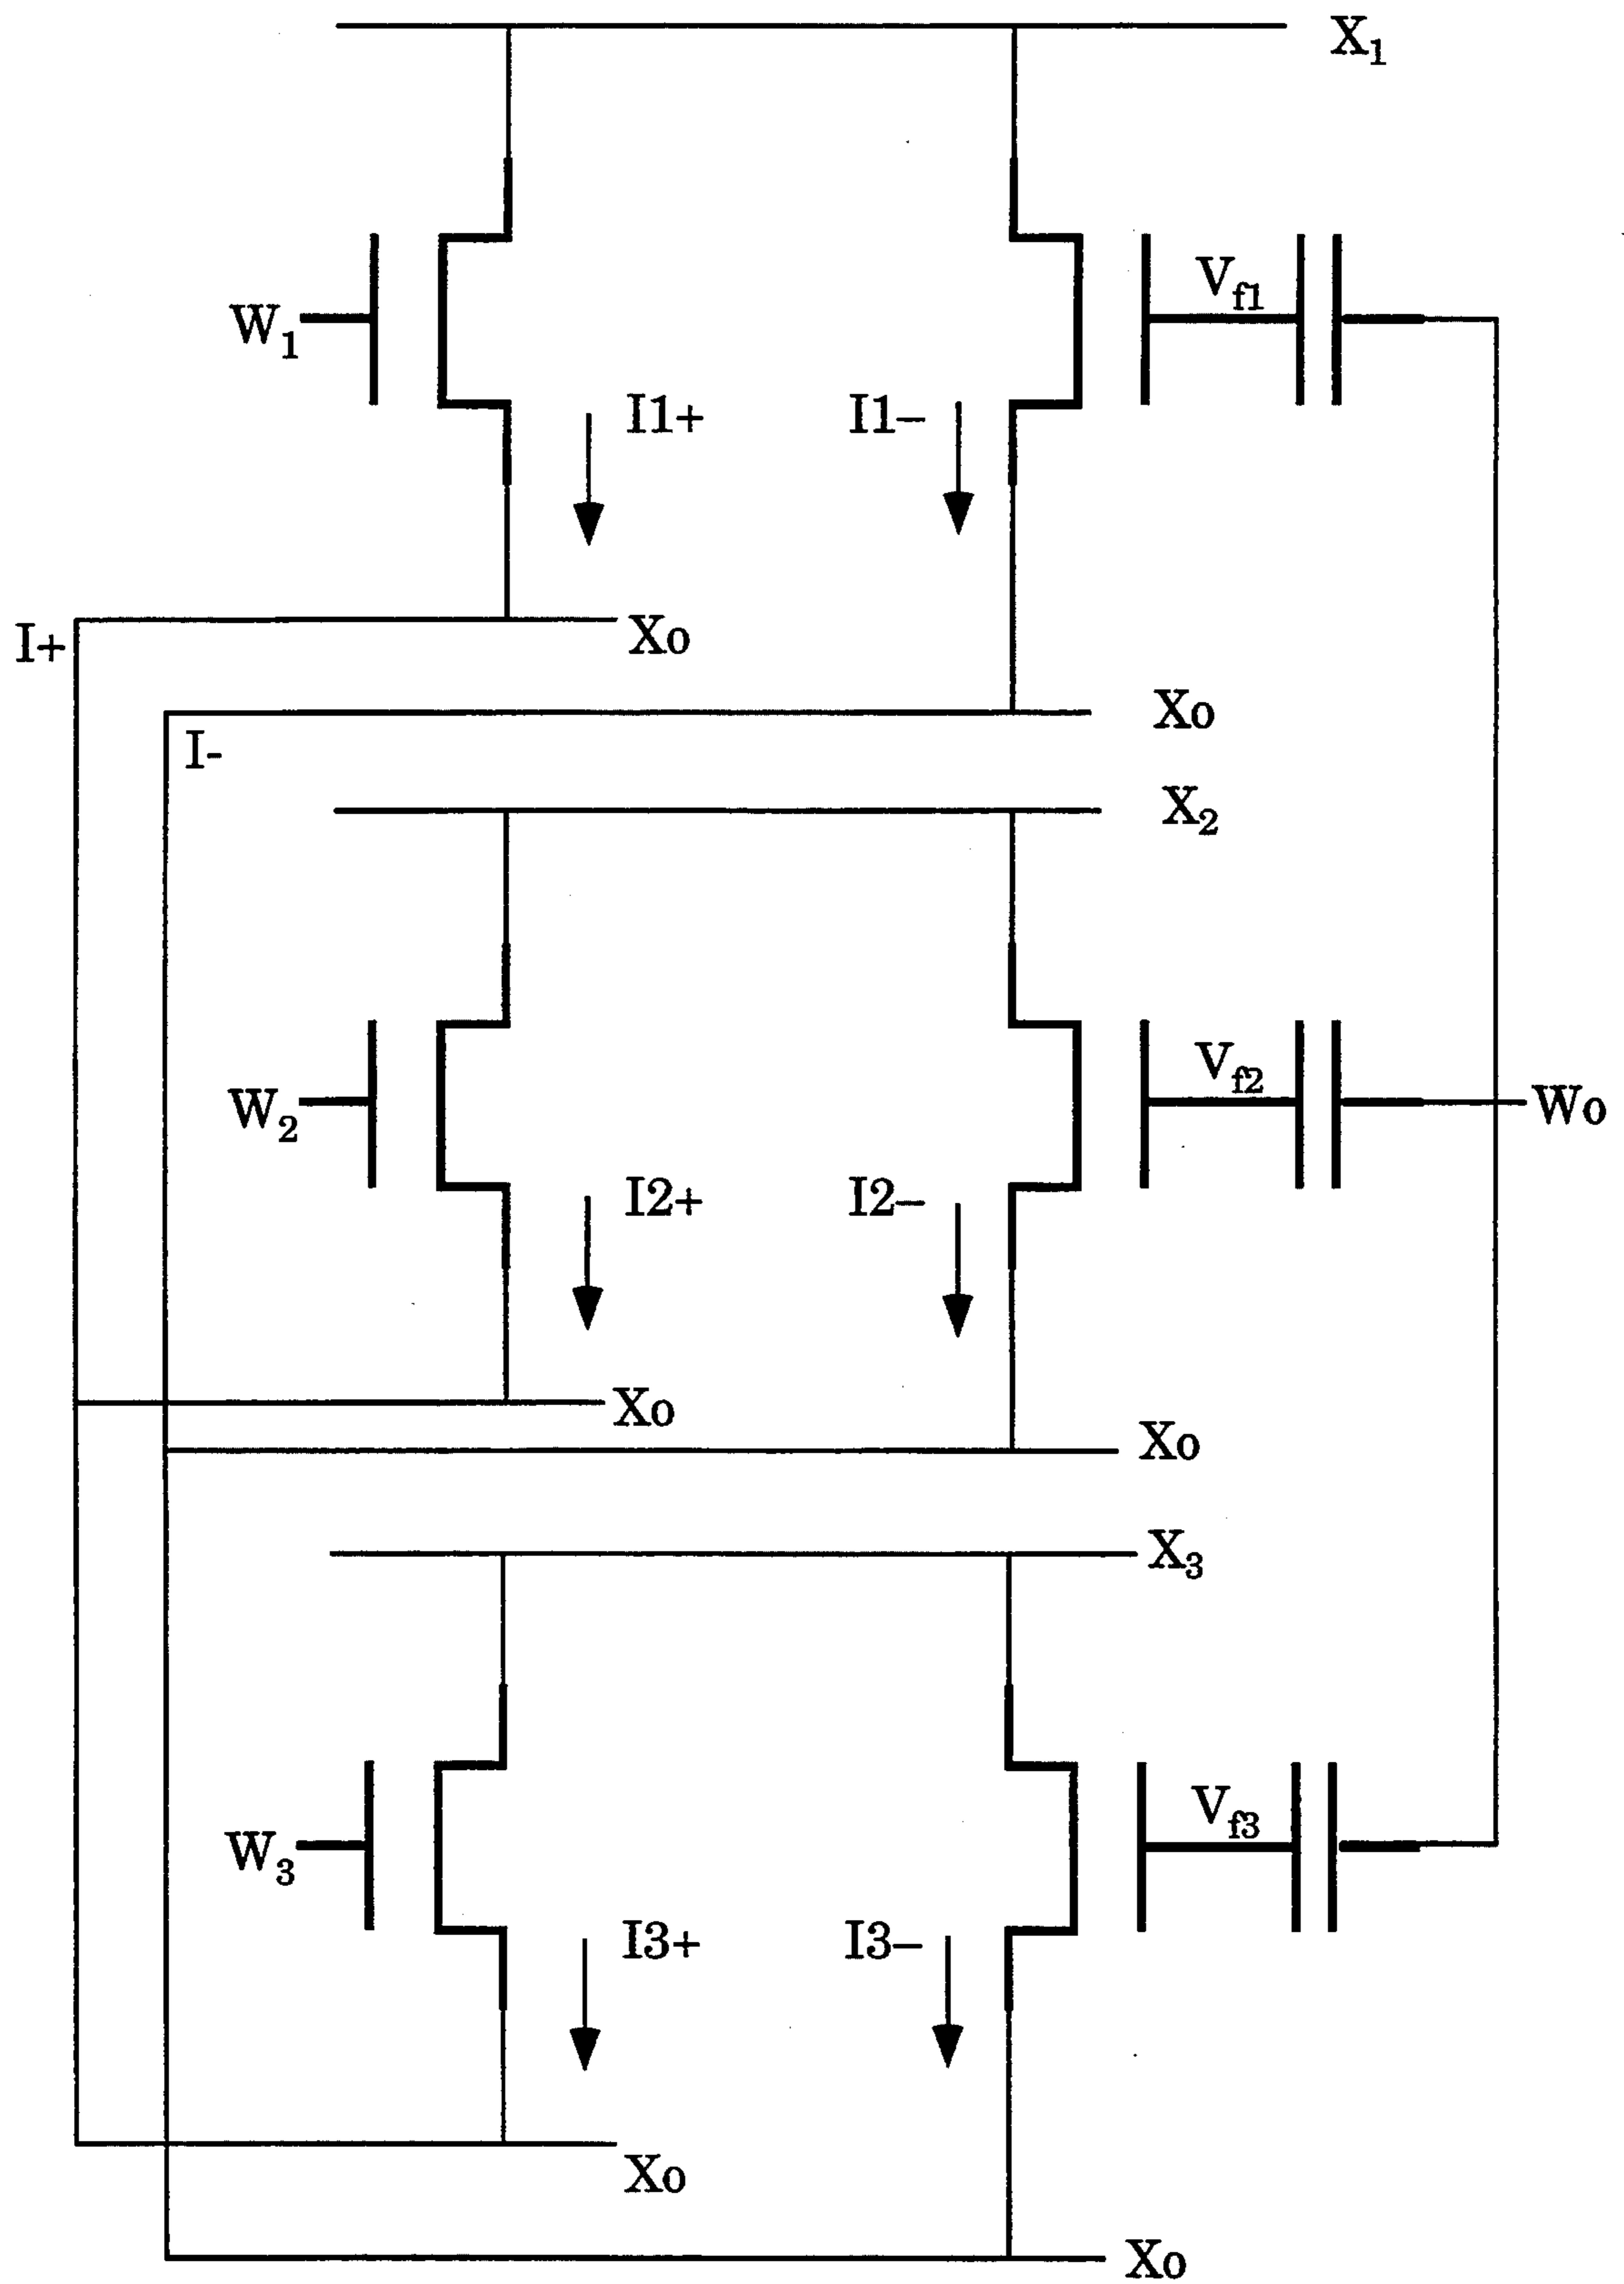 X1
Vf1
W1
I1+ I1–
Xo
I+
Xo
I-
X2
Vf2
Wo
W2
I2+ I2–
Xo
Xo
X3
Vf3
W3
I3+ I3–
Xo
Xo